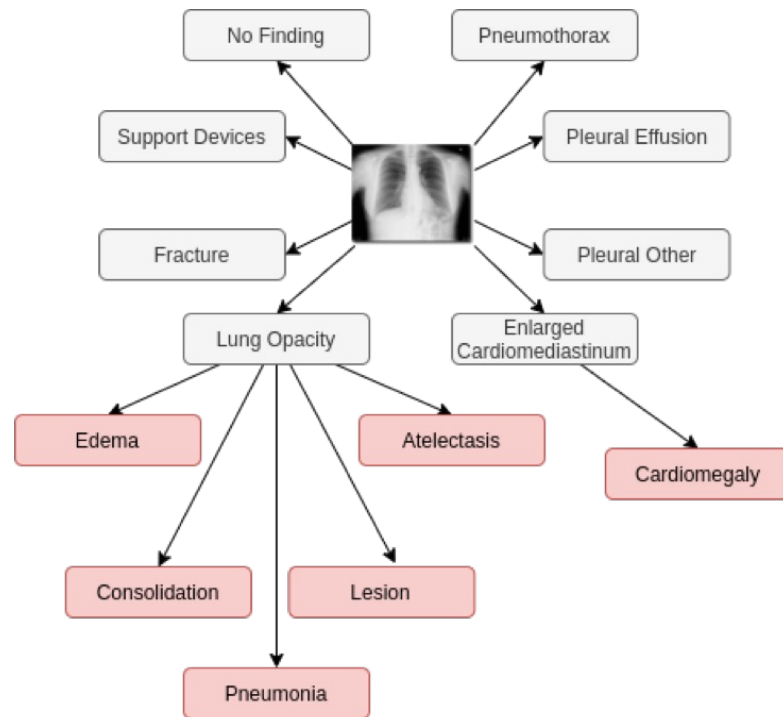 No Finding
Pneumothorax
Support Devices
Pleural Effusion
Fracture
Pleural Other
Lung Opacity
Enlarged
Cardiomediastinum
Edema
Atelectasis
Cardiomegaly
Consolidation
Lesion
Pneumonia